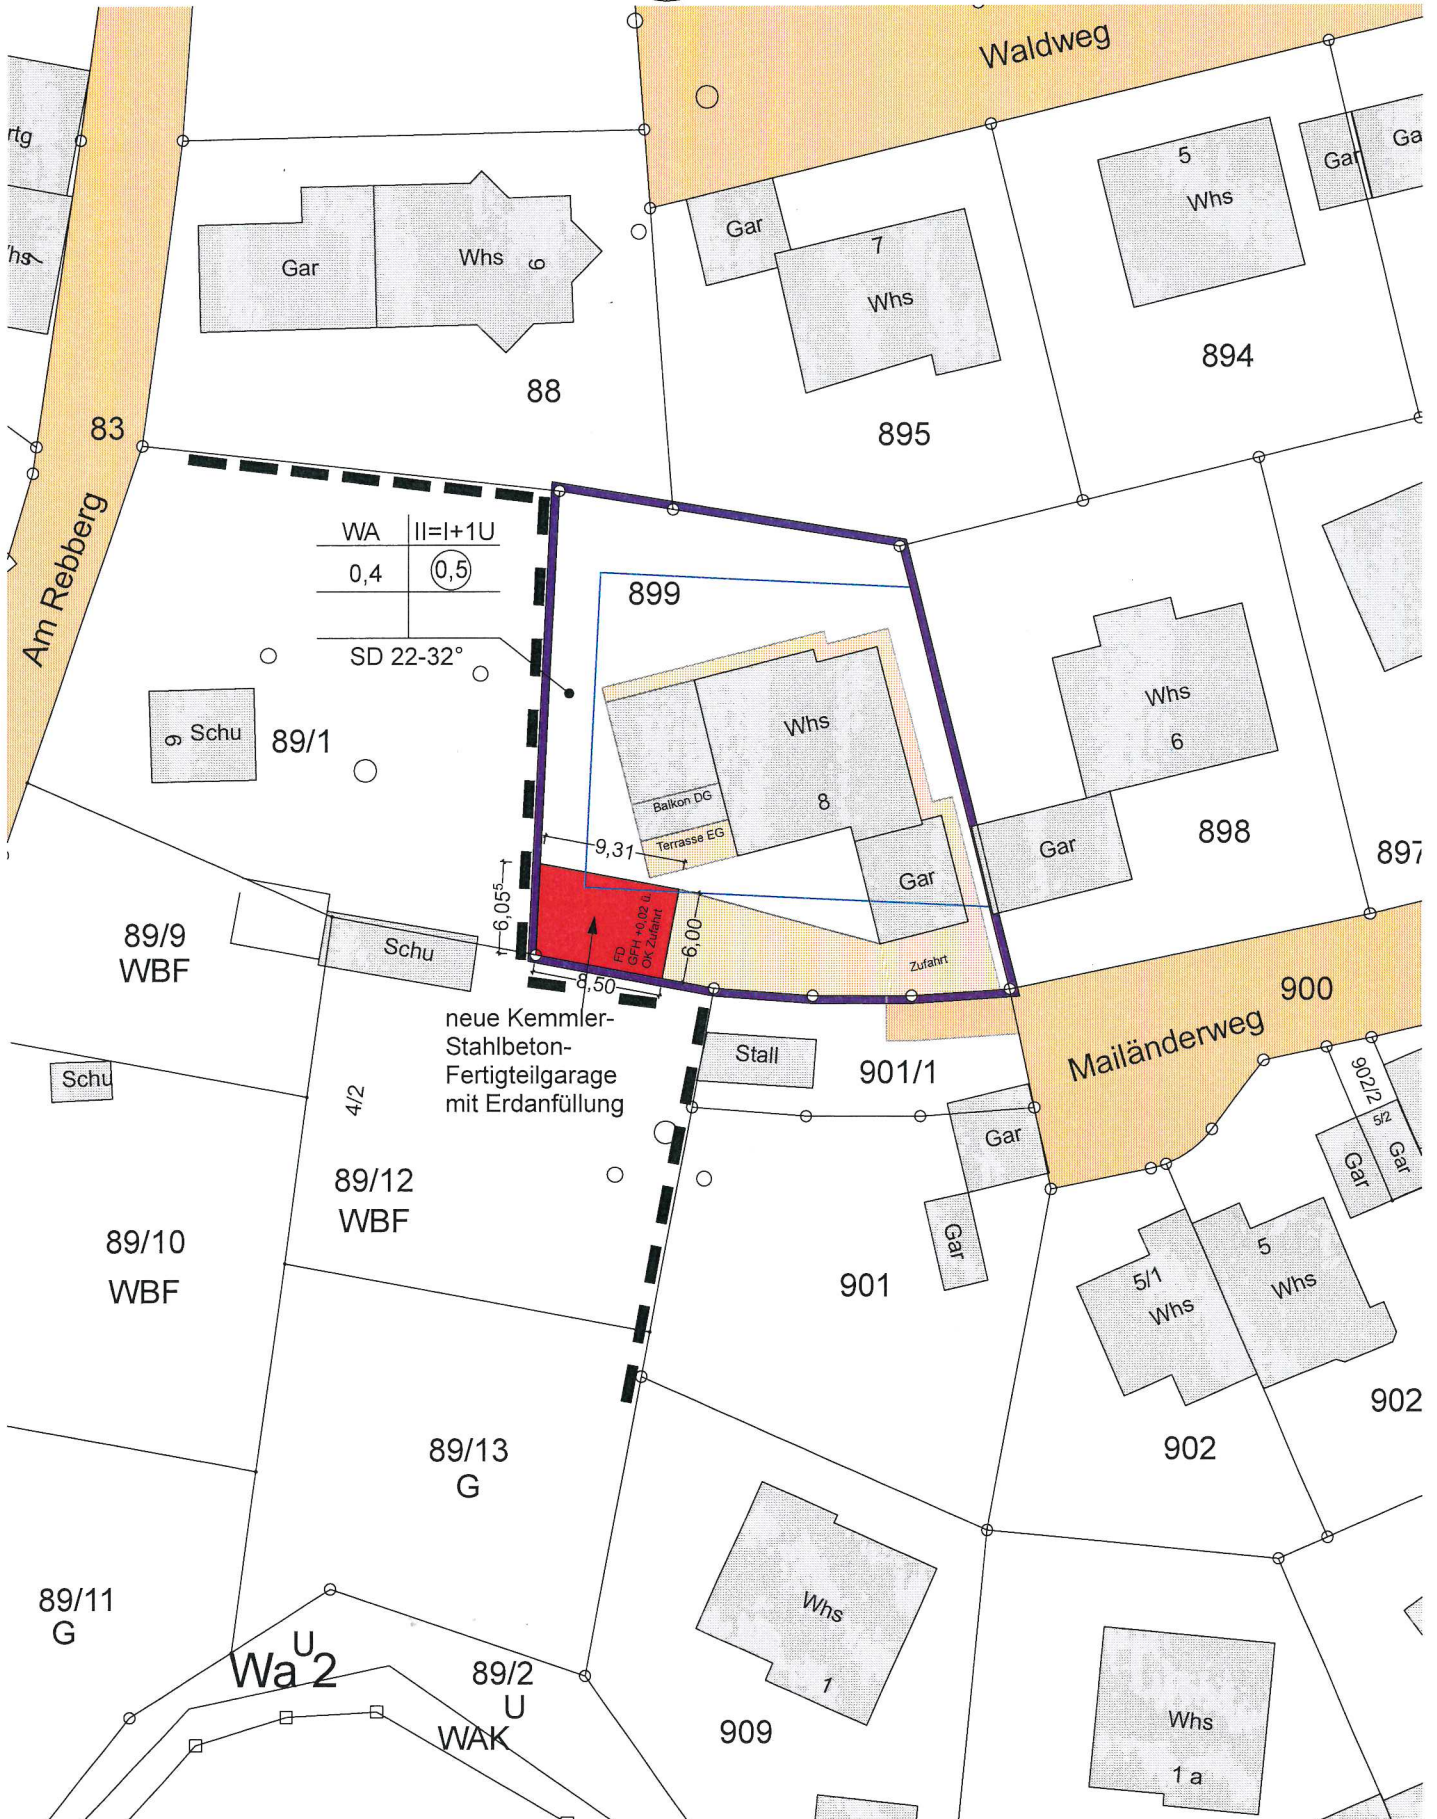 Waldweg
rtg
5
Whs
Gar
Ga
Gar
7
Whs
Gar
Whs
6
88
895
894
83
Am Rebberg
WA
II=I+1U
0,4
0,5
SD 22-32°
899
9
Schu
89/1
Whs
8
Balkon DG
Terrasse EG
Gar
Whs
6
Gar
898
897
9,31
6,05⁵
FD
GFH +0,02 ü.
OK Zufahrt
6,00
8,50
Zufahrt
89/9
WBF
Schu
neue Kemmler-
Stahlbeton-
Fertigteilgarage
mit Erdanfüllung
Stall
901/1
Mailänderweg
900
902/2
5/2
Gar
Gar
Schu
4/2
Gar
Gar
89/12
WBF
89/10
WBF
901
5/1
Whs
5
Whs
902
902
89/13
G
89/11
G
Wa 2
U
89/2
U
WAK
Whs
1
909
Whs
1 a